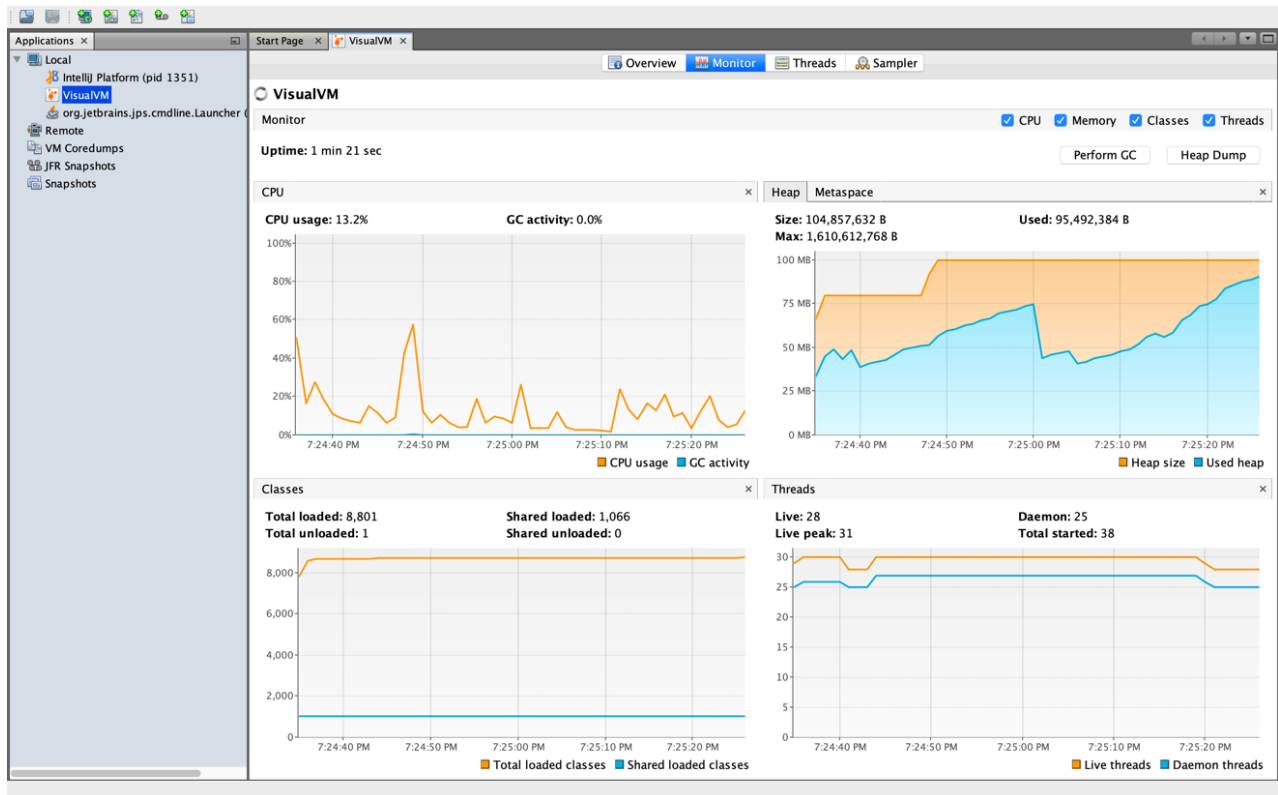 Applications ×
Local
IntelliJ Platform (pid 1351)
VisualVM
org.jetbrains.jps.cmdline.Launcher (
Remote
VM Coredumps
JFR Snapshots
Snapshots
Start Page × VisualVM ×
Overview Monitor Threads Sampler
VisualVM
Monitor CPU Memory Classes Threads
Uptime: 1 min 21 sec Perform GC Heap Dump
CPU ×
CPU usage: 13.2% GC activity: 0.0%
100%
80%
60%
40%
20%
0%
7:24:40 PM 7:24:50 PM 7:25:00 PM 7:25:10 PM 7:25:20 PM
CPU usage GC activity
Heap Metaspace ×
Size: 104,857,632 B Used: 95,492,384 B
Max: 1,610,612,768 B
100 MB
75 MB
50 MB
25 MB
0 MB
7:24:40 PM 7:24:50 PM 7:25:00 PM 7:25:10 PM 7:25:20 PM
Heap size Used heap
Classes ×
Total loaded: 8,801 Shared loaded: 1,066
Total unloaded: 1 Shared unloaded: 0
8,000
6,000
4,000
2,000
0
7:24:40 PM 7:24:50 PM 7:25:00 PM 7:25:10 PM 7:25:20 PM
Total loaded classes Shared loaded classes
Threads ×
Live: 28 Daemon: 25
Live peak: 31 Total started: 38
30
25
20
15
10
5
0
7:24:40 PM 7:24:50 PM 7:25:00 PM 7:25:10 PM 7:25:20 PM
Live threads Daemon threads